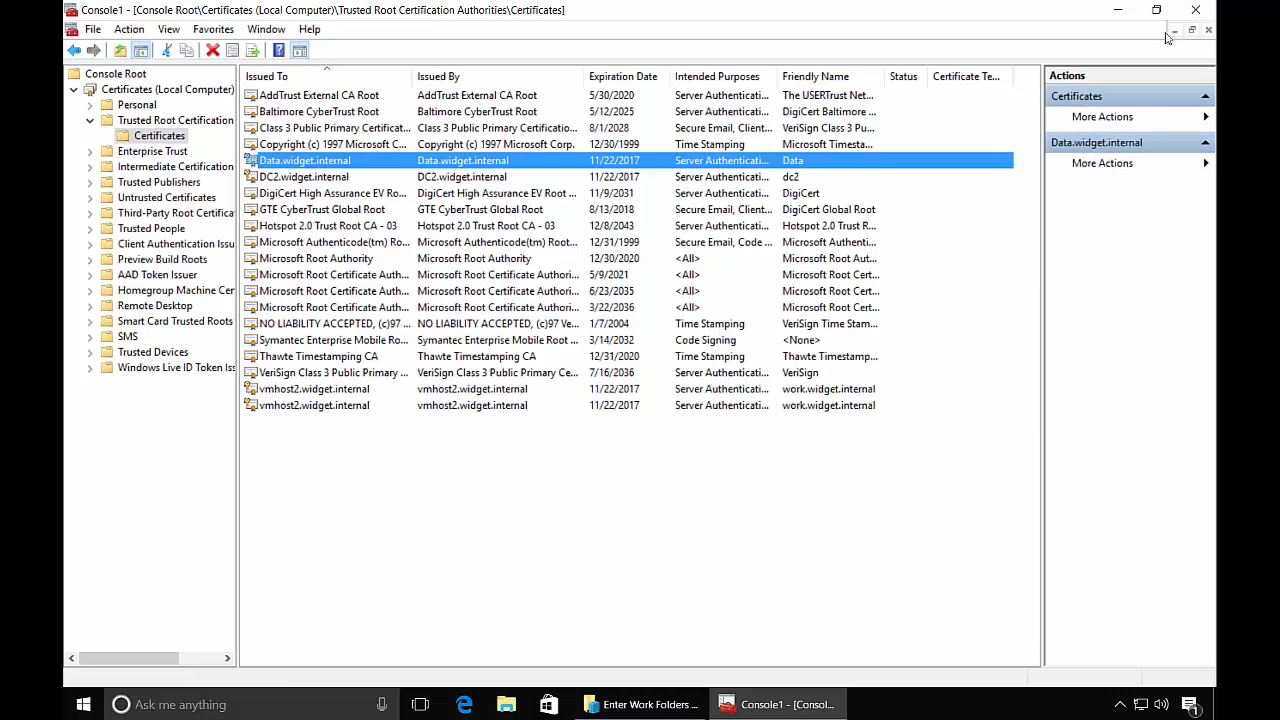 Console1 - [Console Root\Certificates (Local Computer)\Trusted Root Certification Authorities\Certificates]
File Action View Favorites Window Help
Console Root
Certificates (Local Computer)
Personal
Trusted Root Certification
Certificates
Enterprise Trust
Intermediate Certification
Trusted Publishers
Untrusted Certificates
Third-Party Root Certifica
Trusted People
Client Authentication Issu
Preview Build Roots
AAD Token Issuer
Homegroup Machine Cer
Remote Desktop
Smart Card Trusted Roots
SMS
Trusted Devices
Windows Live ID Token Iss
Issued To Issued By Expiration Date Intended Purposes Friendly Name Status Certificate Te...
AddTrust External CA Root AddTrust External CA Root 5/30/2020 Server Authenticati... The USERTrust Net...
Baltimore CyberTrust Root Baltimore CyberTrust Root 5/12/2025 Server Authenticati... DigiCert Baltimore ...
Class 3 Public Primary Certificat... Class 3 Public Primary Certificatio... 8/1/2028 Secure Email, Client... VeriSign Class 3 Pu...
Copyright (c) 1997 Microsoft C... Copyright (c) 1997 Microsoft Corp. 12/30/1999 Time Stamping Microsoft Timesta...
Data.widget.internal Data.widget.internal 11/22/2017 Server Authenticati... Data
DC2.widget.internal DC2.widget.internal 11/22/2017 Server Authenticati... dc2
DigiCert High Assurance EV Ro... DigiCert High Assurance EV Root ... 11/9/2031 Server Authenticati... DigiCert
GTE CyberTrust Global Root GTE CyberTrust Global Root 8/13/2018 Secure Email, Client... DigiCert Global Root
Hotspot 2.0 Trust Root CA - 03 Hotspot 2.0 Trust Root CA - 03 12/8/2043 Server Authenticati... Hotspot 2.0 Trust R...
Microsoft Authenticode(tm) Ro... Microsoft Authenticode(tm) Root... 12/31/1999 Secure Email, Code ... Microsoft Authenti...
Microsoft Root Authority Microsoft Root Authority 12/30/2020 <All> Microsoft Root Aut...
Microsoft Root Certificate Auth... Microsoft Root Certificate Authori... 5/9/2021 <All> Microsoft Root Cert...
Microsoft Root Certificate Auth... Microsoft Root Certificate Authori... 6/23/2035 <All> Microsoft Root Cert...
Microsoft Root Certificate Auth... Microsoft Root Certificate Authori... 3/22/2036 <All> Microsoft Root Cert...
NO LIABILITY ACCEPTED, (c)97 ... NO LIABILITY ACCEPTED, (c)97 Ve... 1/7/2004 Time Stamping VeriSign Time Stam...
Symantec Enterprise Mobile Ro... Symantec Enterprise Mobile Root ... 3/14/2032 Code Signing <None>
Thawte Timestamping CA Thawte Timestamping CA 12/31/2020 Time Stamping Thawte Timestamp...
VeriSign Class 3 Public Primary ... VeriSign Class 3 Public Primary Ce... 7/16/2036 Server Authenticati... VeriSign
vmhost2.widget.internal vmhost2.widget.internal 11/22/2017 Server Authenticati... work.widget.internal
vmhost2.widget.internal vmhost2.widget.internal 11/22/2017 Server Authenticati... work.widget.internal
Actions
Certificates
More Actions
Data.widget.internal
More Actions
Ask me anything
Enter Work Folders ...
Console1 - [Consol...
1